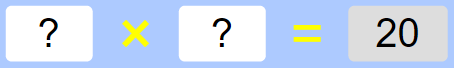 ? × ? = 20